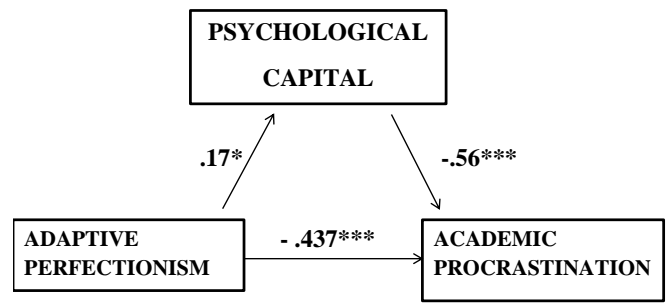 PSYCHOLOGICAL
CAPITAL
.17*
-.56***
ADAPTIVE
PERFECTIONISM
- .437***
ACADEMIC
PROCRASTINATION